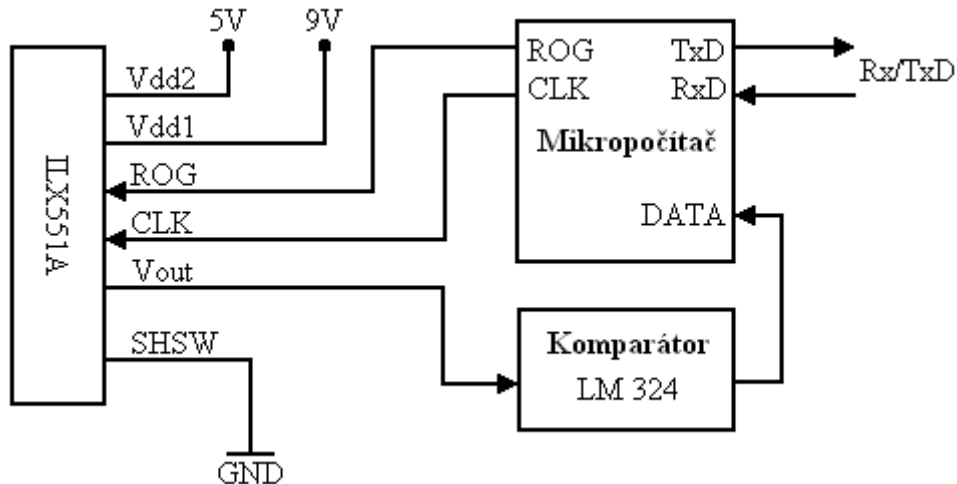 5V
9V
ILX551A
Vdd2
Vdd1
ROG
CLK
Vout
SHSW
GND
ROG
TxD
CLK
RxD
Mikropočítač
DATA
Rx/TxD
Komparátor
LM 324